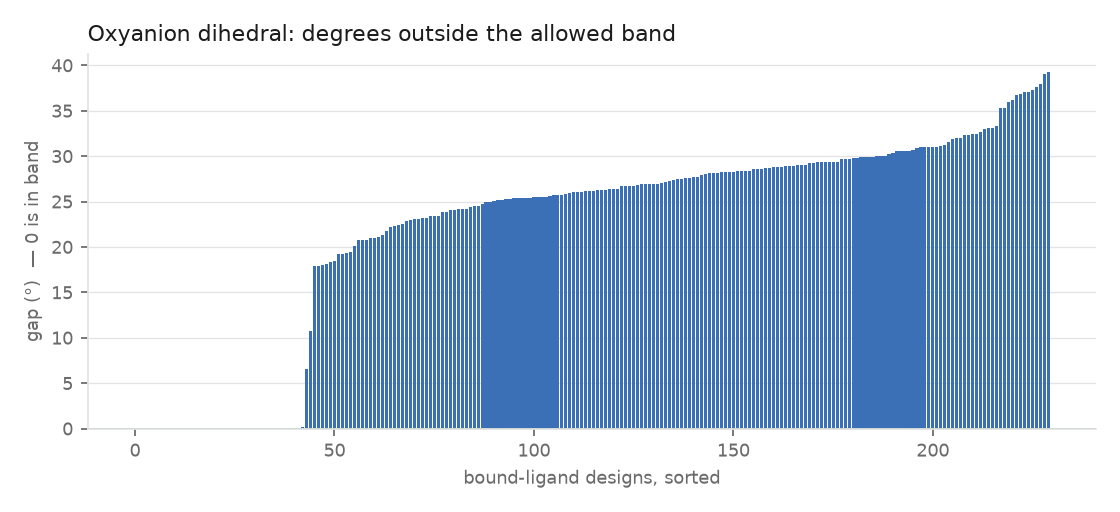 Oxyanion dihedral: degrees outside the allowed band
gap (°)  — 0 is in band
40
35
30
25
20
15
10
5
0
0 50 100 150 200
bound-ligand designs, sorted